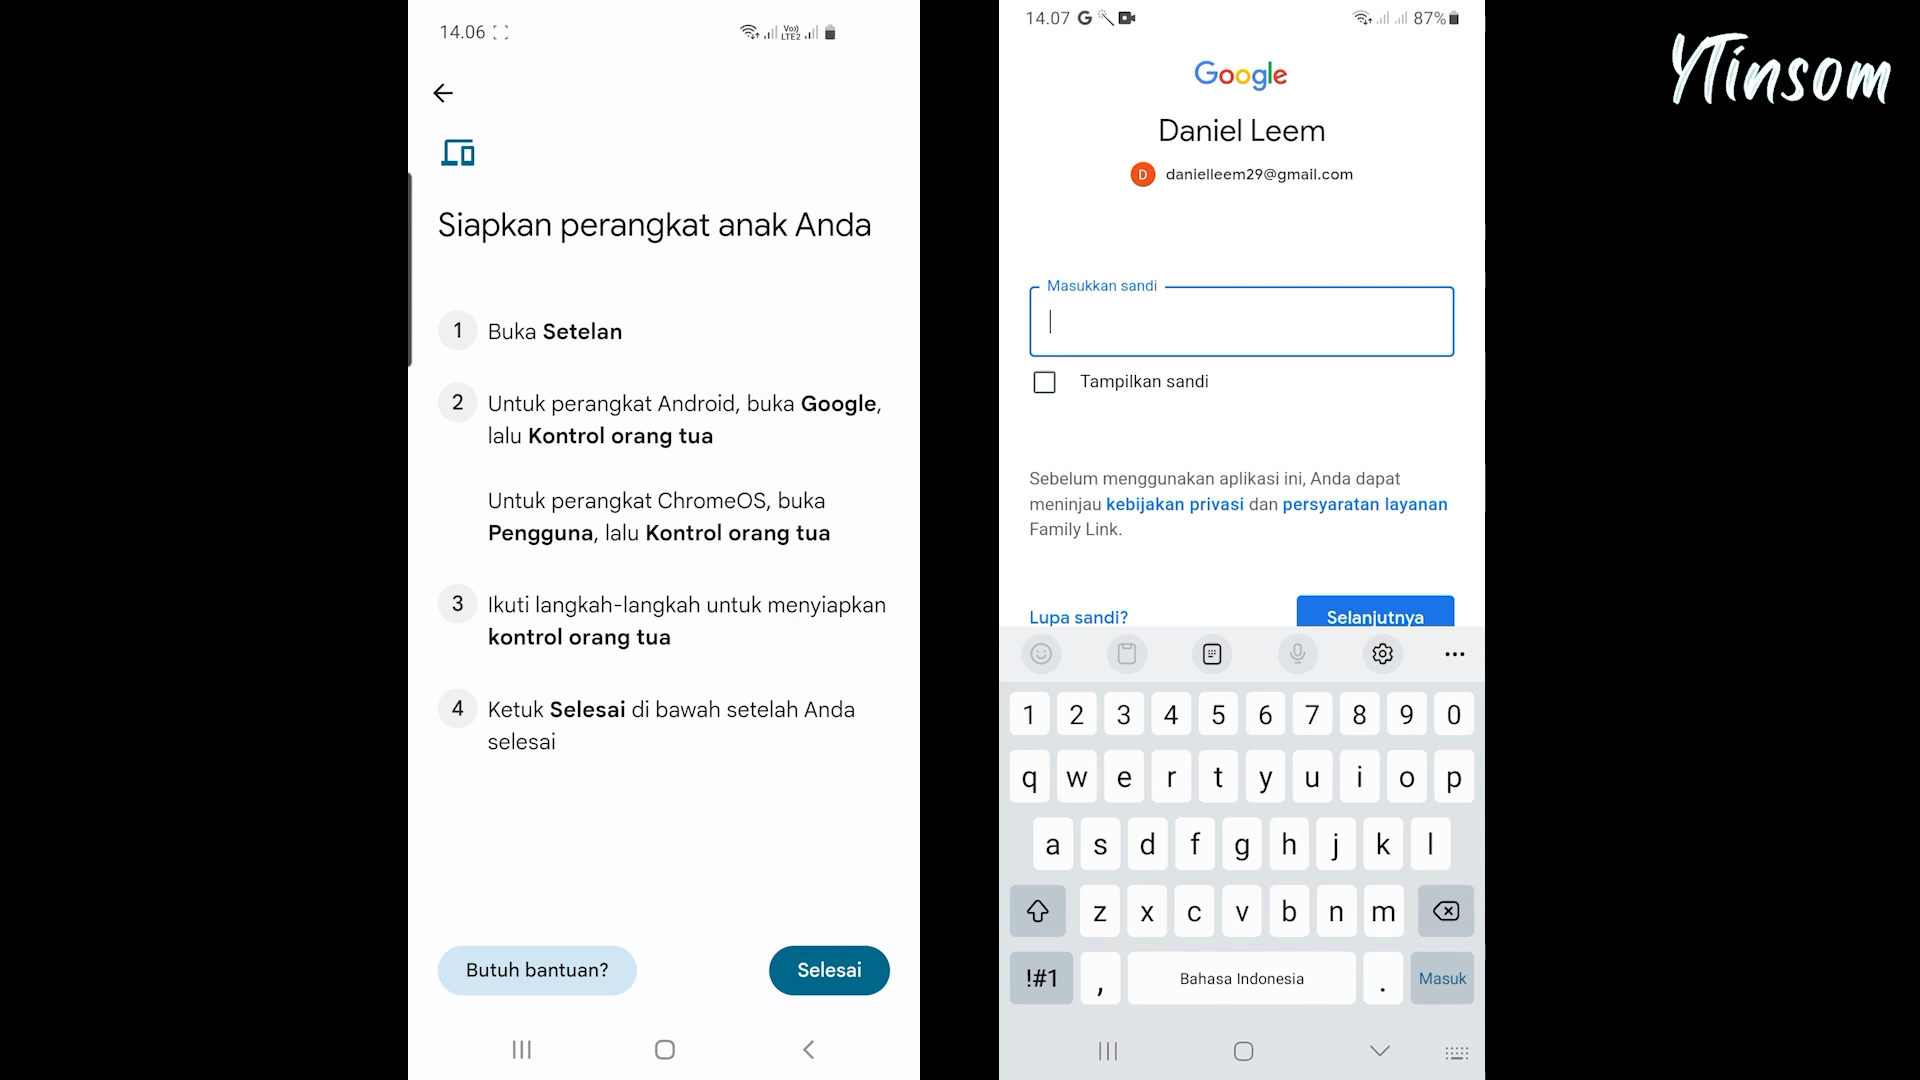 14.06
Vo))
LTE2
Siapkan perangkat anak Anda
1 Buka Setelan
2 Untuk perangkat Android, buka Google,
lalu Kontrol orang tua
Untuk perangkat ChromeOS, buka
Pengguna, lalu Kontrol orang tua
3 Ikuti langkah-langkah untuk menyiapkan
kontrol orang tua
4 Ketuk Selesai di bawah setelah Anda
selesai
Butuh bantuan?
Selesai
14.07 G
87%
Google
Daniel Leem
D danielleem29@gmail.com
Masukkan sandi
Tampilkan sandi
Sebelum menggunakan aplikasi ini, Anda dapat
meninjau kebijakan privasi dan persyaratan layanan
Family Link.
Lupa sandi?
Selanjutnya
1 2 3 4 5 6 7 8 9 0
q w e r t y u i o p
a s d f g h j k l
z x c v b n m
!#1 , Bahasa Indonesia . Masuk
YTinsom